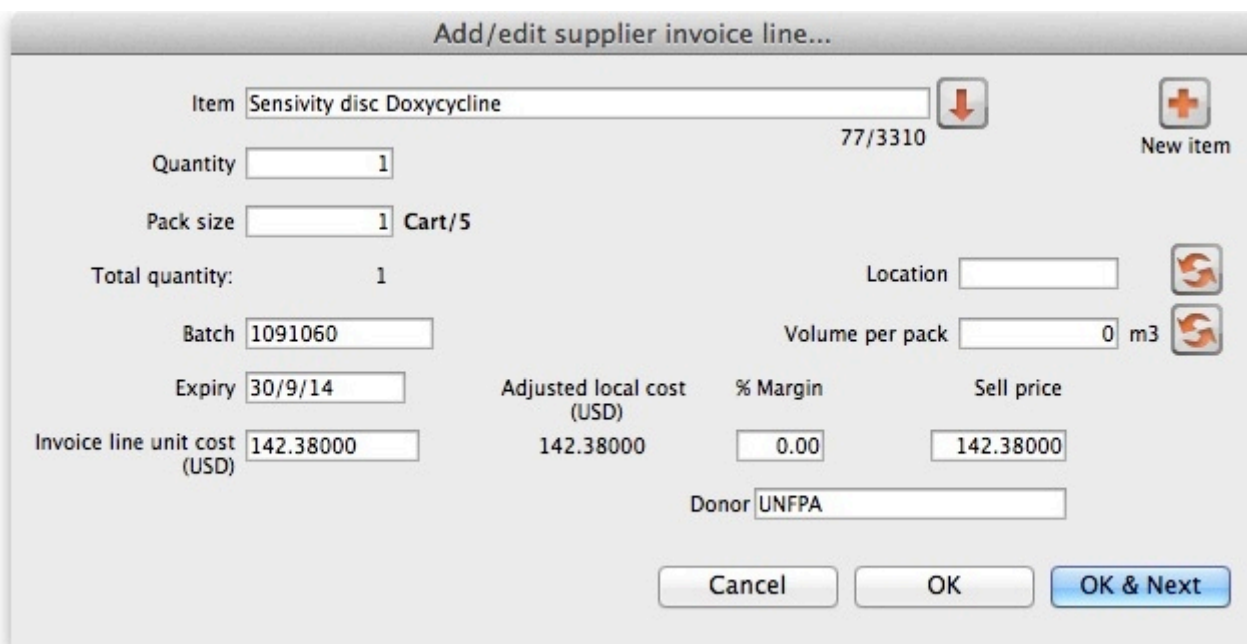 Add/edit supplier invoice line...
Item Sensivity disc Doxycycline
77/3310
New item
Quantity 1
Pack size 1 Cart/5
Total quantity: 1
Location
Batch 1091060
Volume per pack 0 m3
Expiry 30/9/14
Adjusted local cost
(USD)
% Margin
Sell price
Invoice line unit cost
(USD)
142.38000
142.38000
0.00
142.38000
Donor UNFPA
Cancel
OK
OK & Next